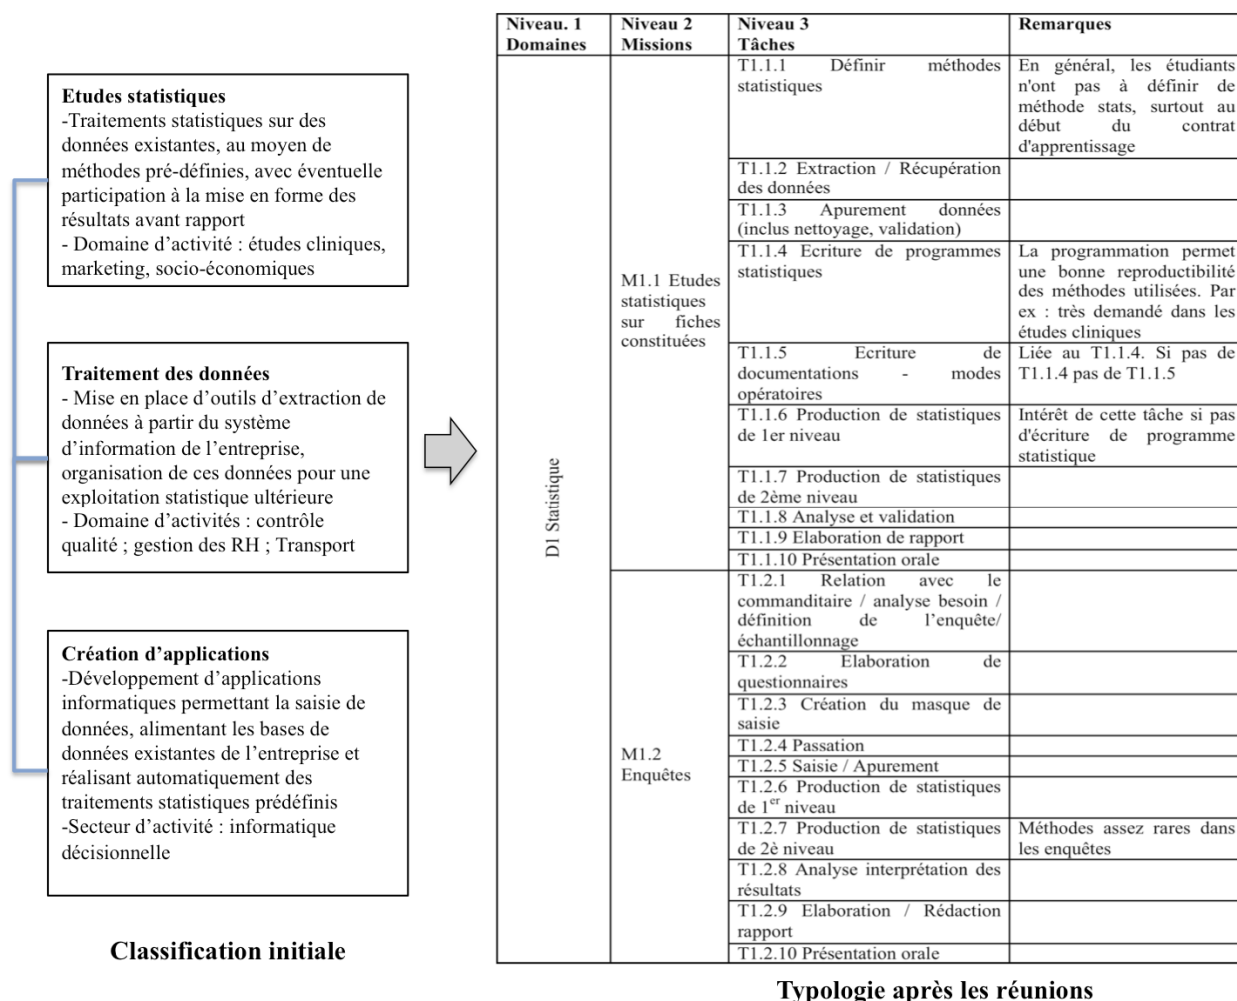 Etudes statistiques
-Traitements statistiques sur des
données existantes, au moyen de
méthodes pré-définies, avec éventuelle
participation à la mise en forme des
résultats avant rapport
- Domaine d’activité : études cliniques,
marketing, socio-économiques
Traitement des données
- Mise en place d’outils d’extraction de
données à partir du système
d’information de l’entreprise,
organisation de ces données pour une
exploitation statistique ultérieure
- Domaine d’activités : contrôle
qualité ; gestion des RH ; Transport
Création d’applications
-Développement d’applications
informatiques permettant la saisie de
données, alimentant les bases de
données existantes de l’entreprise et
réalisant automatiquement des
traitements statistiques prédéfinis
-Secteur d’activité : informatique
décisionnelle
Classification initiale
Niveau. 1
Domaines
Niveau 2
Missions
Niveau 3
Tâches
Remarques
D1 Statistique
M1.1 Etudes
statistiques
sur fiches
constituées
T1.1.1 Définir méthodes
statistiques
En général, les étudiants
n'ont pas à définir de
méthode stats, surtout au
début du contrat
d'apprentissage
T1.1.2 Extraction / Récupération
des données
T1.1.3 Apurement données
(inclus nettoyage, validation)
T1.1.4 Ecriture de programmes
statistiques
La programmation permet
une bonne reproductibilité
des méthodes utilisées. Par
ex : très demandé dans les
études cliniques
T1.1.5 Ecriture de
documentations - modes
opératoires
Liée au T1.1.4. Si pas de
T1.1.4 pas de T1.1.5
T1.1.6 Production de statistiques
de 1er niveau
Intérêt de cette tâche si pas
d'écriture de programme
statistique
T1.1.7 Production de statistiques
de 2ème niveau
T1.1.8 Analyse et validation
T1.1.9 Elaboration de rapport
T1.1.10 Présentation orale
M1.2
Enquêtes
T1.2.1 Relation avec le
commanditaire / analyse besoin /
définition de l’enquête/
échantillonnage
T1.2.2 Elaboration de
questionnaires
T1.2.3 Création du masque de
saisie
T1.2.4 Passation
T1.2.5 Saisie / Apurement
T1.2.6 Production de statistiques
de 1er niveau
T1.2.7 Production de statistiques
de 2è niveau
Méthodes assez rares dans
les enquêtes
T1.2.8 Analyse interprétation des
résultats
T1.2.9 Elaboration / Rédaction
rapport
T1.2.10 Présentation orale
Typologie après les réunions